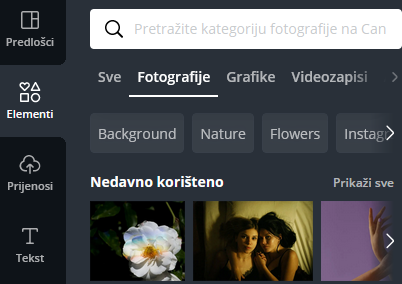 Predlošci
Elementi
Prijenosi
Tekst
Pretražite kategoriju fotografije na Can
Sve Fotografije Grafike Videozapisi
Background Nature Flowers Instagr
Nedavno korišteno Prikaži sve